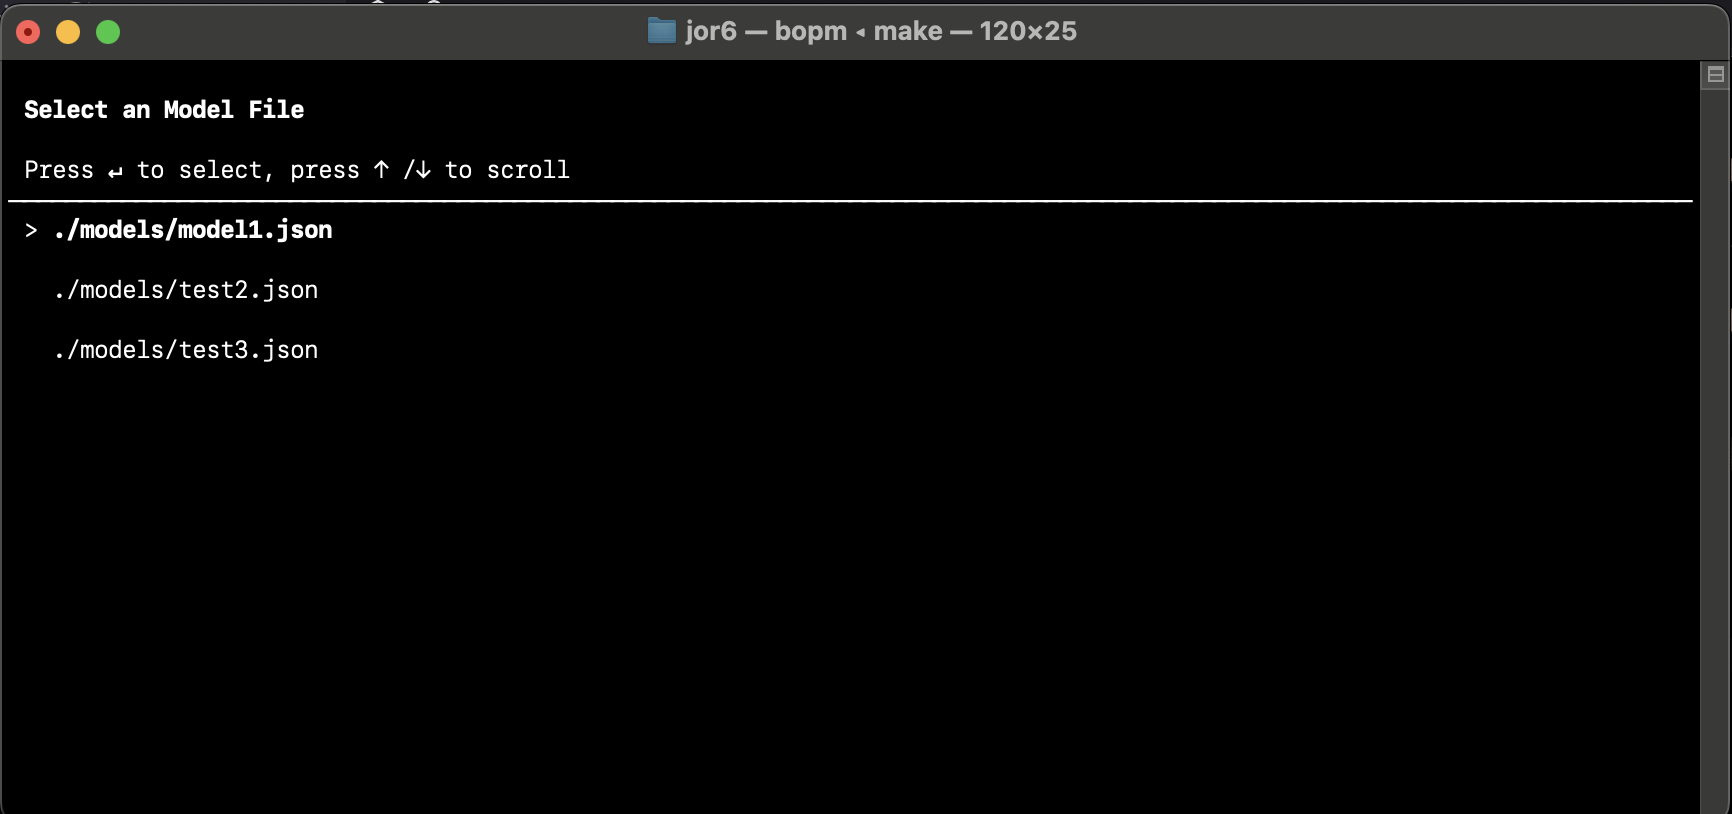 jor6 — bopm ◂ make — 120×25
Select an Model File
Press ↵ to select, press ↑ /↓ to scroll
> ./models/model1.json
./models/test2.json
./models/test3.json